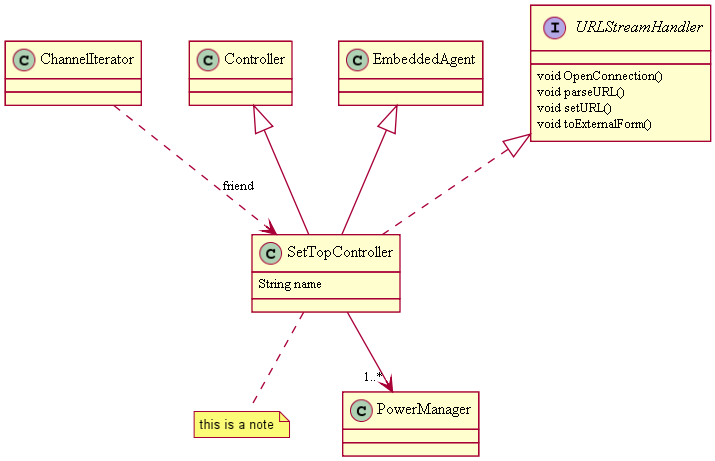 C ChannelIterator
C Controller
C EmbeddedAgent
I URLStreamHandler
void OpenConnection()
void parseURL()
void setURL()
void toExternalForm()
friend
C SetTopController
String name
1..*
this is a note
C PowerManager